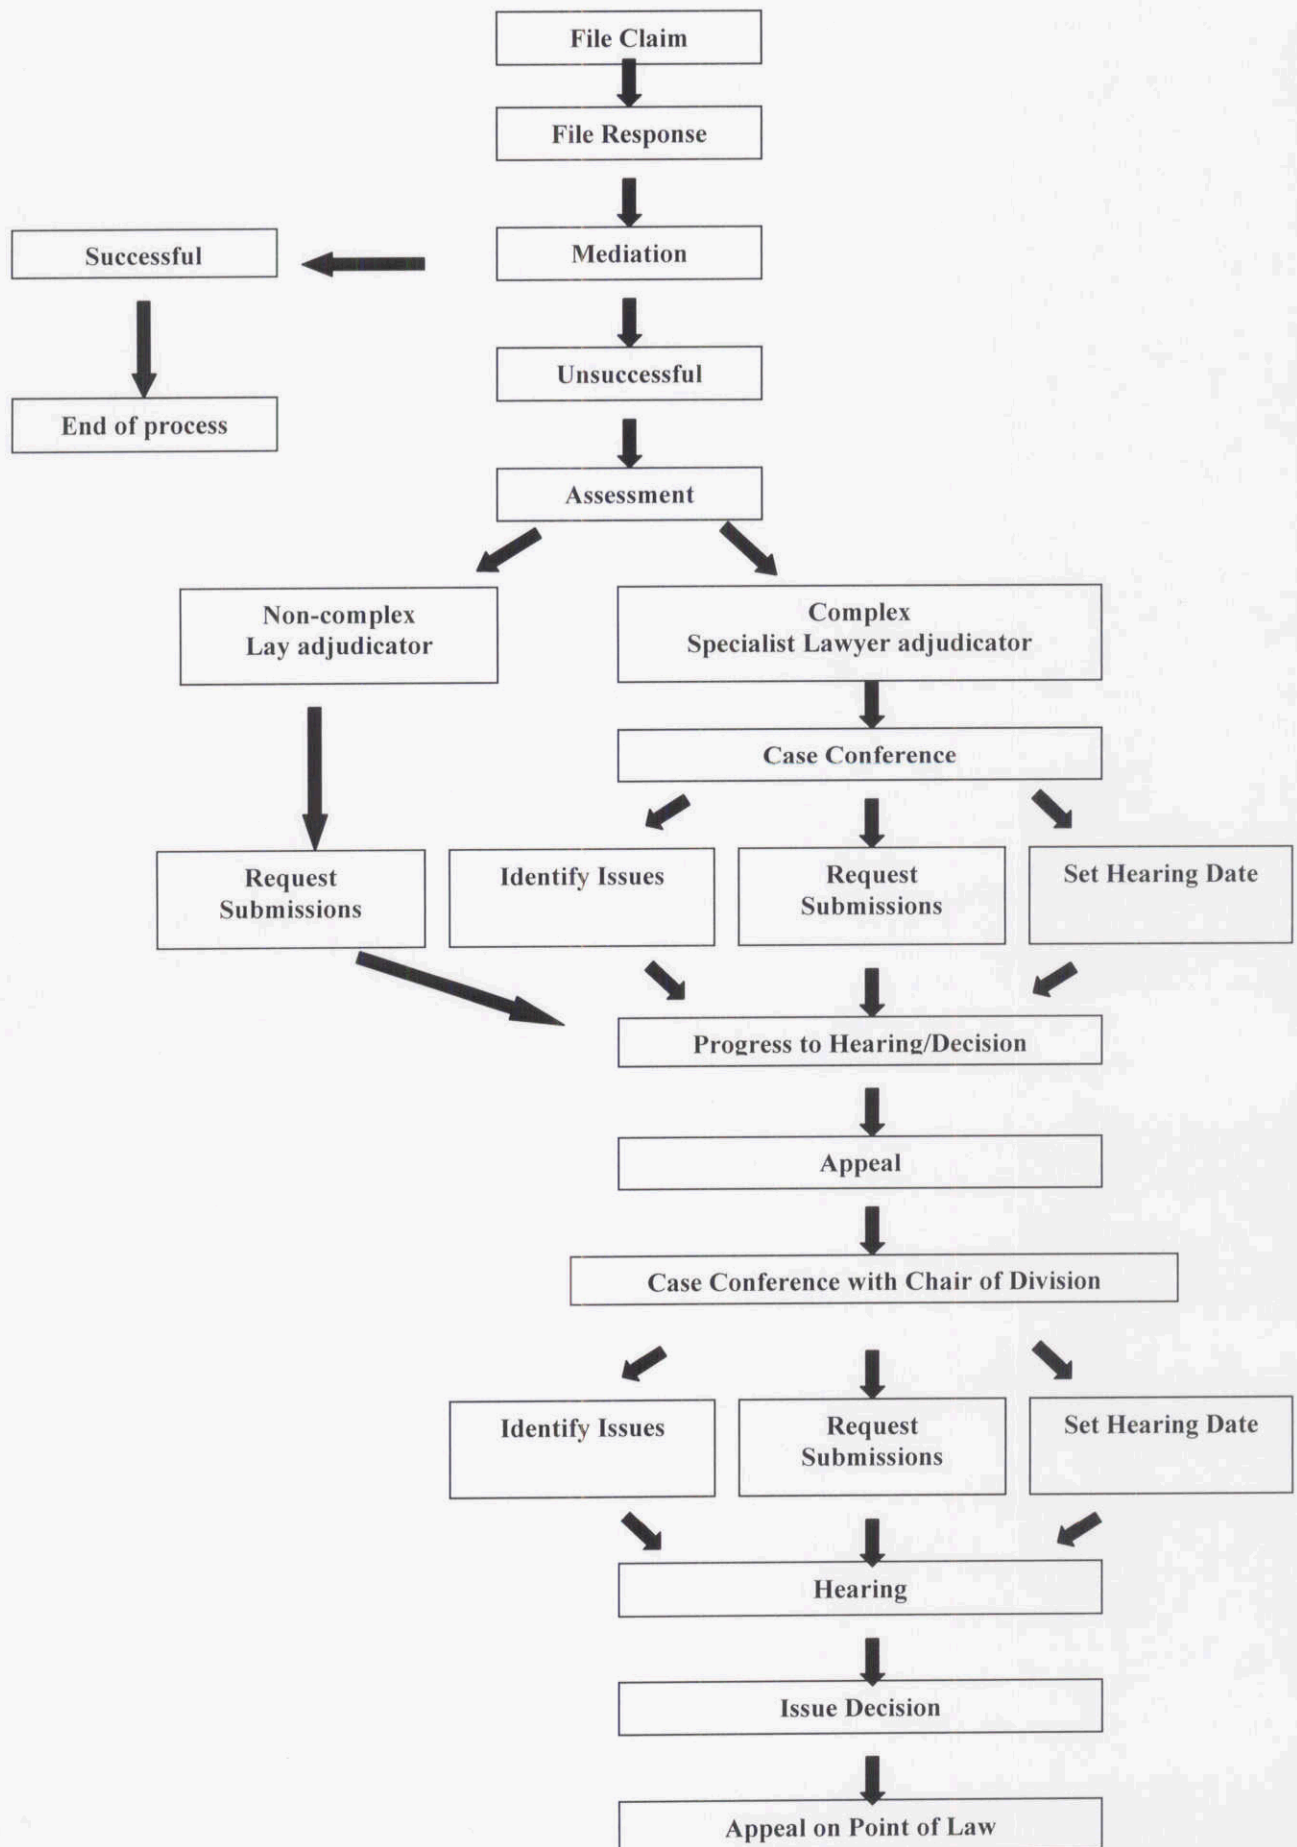 File Claim
File Response
Mediation
Successful
Unsuccessful
End of process
Assessment
Non-complex
Lay adjudicator
Complex
Specialist Lawyer adjudicator
Case Conference
Request
Submissions
Identify Issues
Request
Submissions
Set Hearing Date
Progress to Hearing/Decision
Appeal
Case Conference with Chair of Division
Identify Issues
Request
Submissions
Set Hearing Date
Hearing
Issue Decision
Appeal on Point of Law